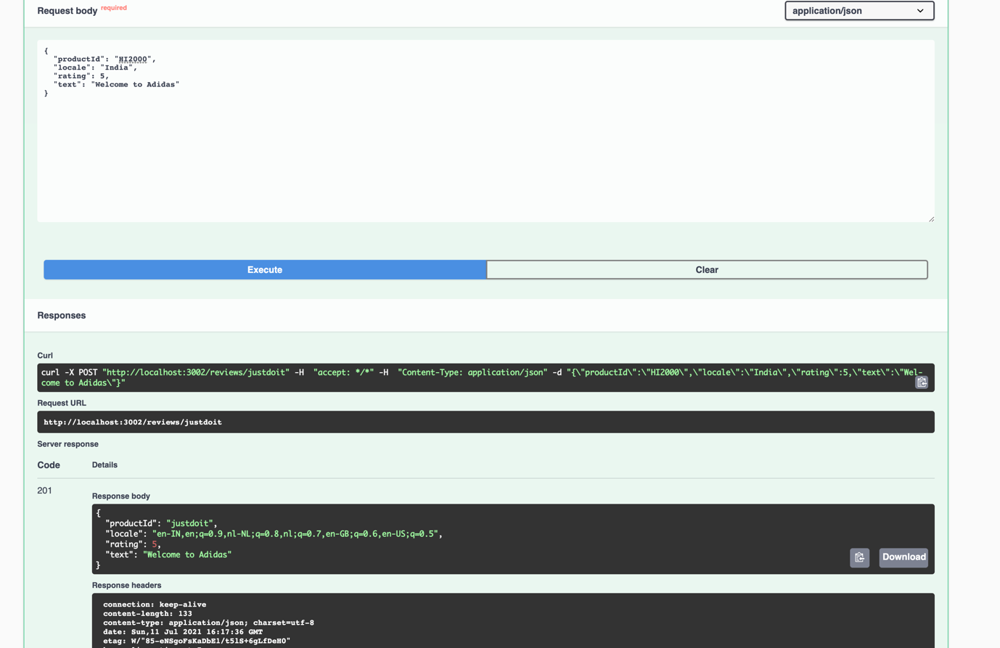 Request body required
application/json
{
"productId": "HI2000",
"locale": "India",
"rating": 5,
"text": "Welcome to Adidas"
}
Execute
Clear
Responses
Curl
curl -X POST "http://localhost:3002/reviews/justdoit" -H  "accept: */*" -H  "Content-Type: application/json" -d "{\"productId\":\"HI2000\",\"locale\":\"India\",\"rating\":5,\"text\":\"Wel-
come to Adidas\"}"
Request URL
http://localhost:3002/reviews/justdoit
Server response
Code
Details
201
Response body
{
"productId": "justdoit",
"locale": "en-IN,en;q=0.9,nl-NL;q=0.8,nl;q=0.7,en-GB;q=0.6,en-US;q=0.5",
"rating": 5,
"text": "Welcome to Adidas"
}
Download
Response headers
connection: keep-alive
content-length: 133
content-type: application/json; charset=utf-8
date: Sun,11 Jul 2021 16:17:36 GMT
etag: W/"85-eNSgoFsKaDbEl/t5lS+6gLfDeH0"